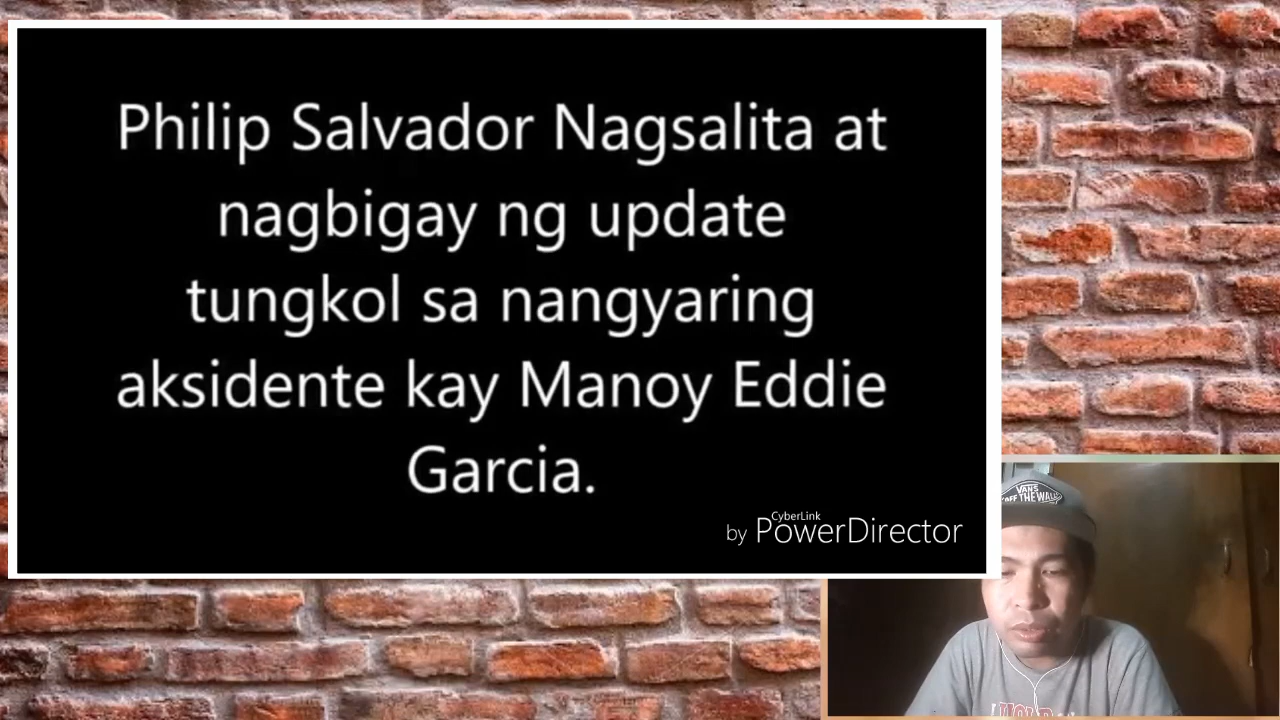 Philip Salvador Nagsalita at
nagbigay ng update
tungkol sa nangyaring
aksidente kay Manoy Eddie
Garcia.
CyberLink
by PowerDirector
VANS
OFF THE WALL